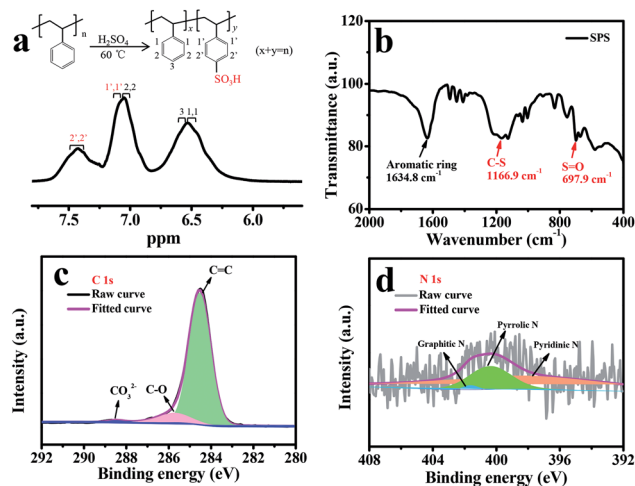 a
n
H₂SO₄
60 ℃
x
y
1 1 1' 1'
2 2 2' 2'
3
SO₃H
(x+y=n)
1',1' 2,2
3 1,1
2',2'
7.5 7.0 6.5 6.0
ppm
b
SPS
Transmittance (a.u.)
120
100
80
60
Aromatic ring
1634.8 cm⁻¹
C-S
1166.9 cm⁻¹
S=O
697.9 cm⁻¹
2000 1600 1200 800 400
Wavenumber (cm⁻¹)
c
C 1s
Raw curve
Fitted curve
C=C
C-O
CO₃²⁻
Intensity (a.u.)
292 290 288 286 284 282 280
Binding energy (eV)
d
N 1s
Raw curve
Fitted curve
Pyrrolic N
Graphitic N
Pyridinic N
Intensity (a.u.)
408 404 400 396 392
Binding energy (eV)